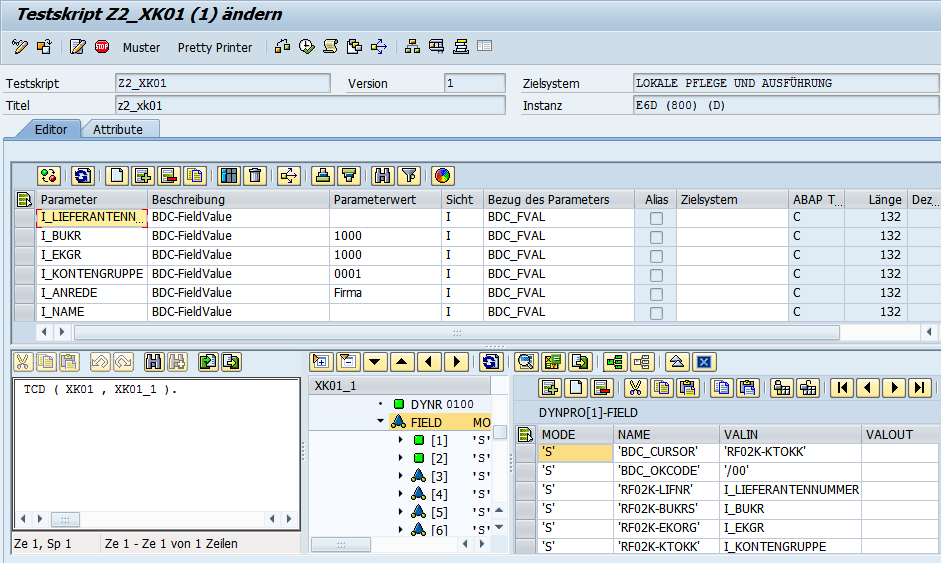 Testskript Z2_XK01 (1) ändern
Muster Pretty Printer
Testskript Z2_XK01 Version 1 Zielsystem LOKALE PFLEGE UND AUSFÜHRUNG
Titel z2_xk01 Instanz E6D (800) (D)
Editor Attribute
Parameter Beschreibung Parameterwert Sicht Bezug des Parameters Alias Zielsystem ABAP T... Länge Dez...
I_LIEFERANTENN... BDC-FieldValue I BDC_FVAL C 132
I_BUKR BDC-FieldValue 1000 I BDC_FVAL C 132
I_EKGR BDC-FieldValue 1000 I BDC_FVAL C 132
I_KONTENGRUPPE BDC-FieldValue 0001 I BDC_FVAL C 132
I_ANREDE BDC-FieldValue Firma I BDC_FVAL C 132
I_NAME BDC-FieldValue I BDC_FVAL C 132
TCD ( XK01 , XK01_1 ).
Ze 1, Sp 1 Ze 1 - Ze 1 von 1 Zeilen
XK01_1
DYNR 0100
FIELD MO
[1] 'S'
[2] 'S'
[3] 'S'
[4] 'S'
[5] 'S'
[6] 'S'
DYNPRO[1]-FIELD
MODE NAME VALIN VALOUT
'S' 'BDC_CURSOR' 'RF02K-KTOKK'
'S' 'BDC_OKCODE' '/00'
'S' 'RF02K-LIFNR' I_LIEFERANTENNUMMER
'S' 'RF02K-BUKRS' I_BUKR
'S' 'RF02K-EKORG' I_EKGR
'S' 'RF02K-KTOKK' I_KONTENGRUPPE